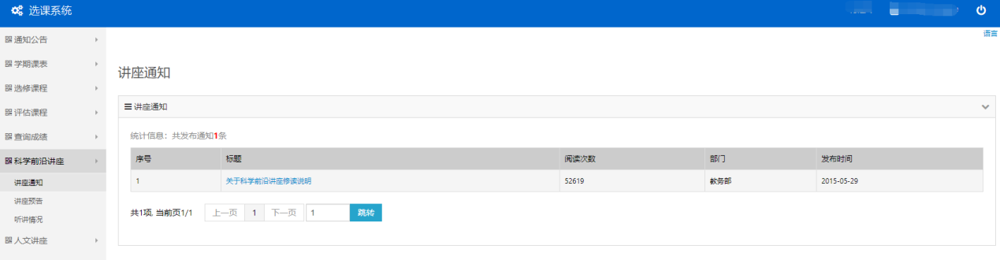 选课系统
语言
通知公告
学期课表
选修课程
评估课程
查询成绩
科学前沿讲座
讲座通知
讲座预告
听讲情况
人文讲座
讲座通知
讲座通知
统计信息：共发布通知1条
序号 标题 阅读次数 部门 发布时间
1 关于科学前沿讲座修读说明 52619 教务部 2015-05-29
共1项, 当前页1/1 上一页 1 下一页 1 跳转